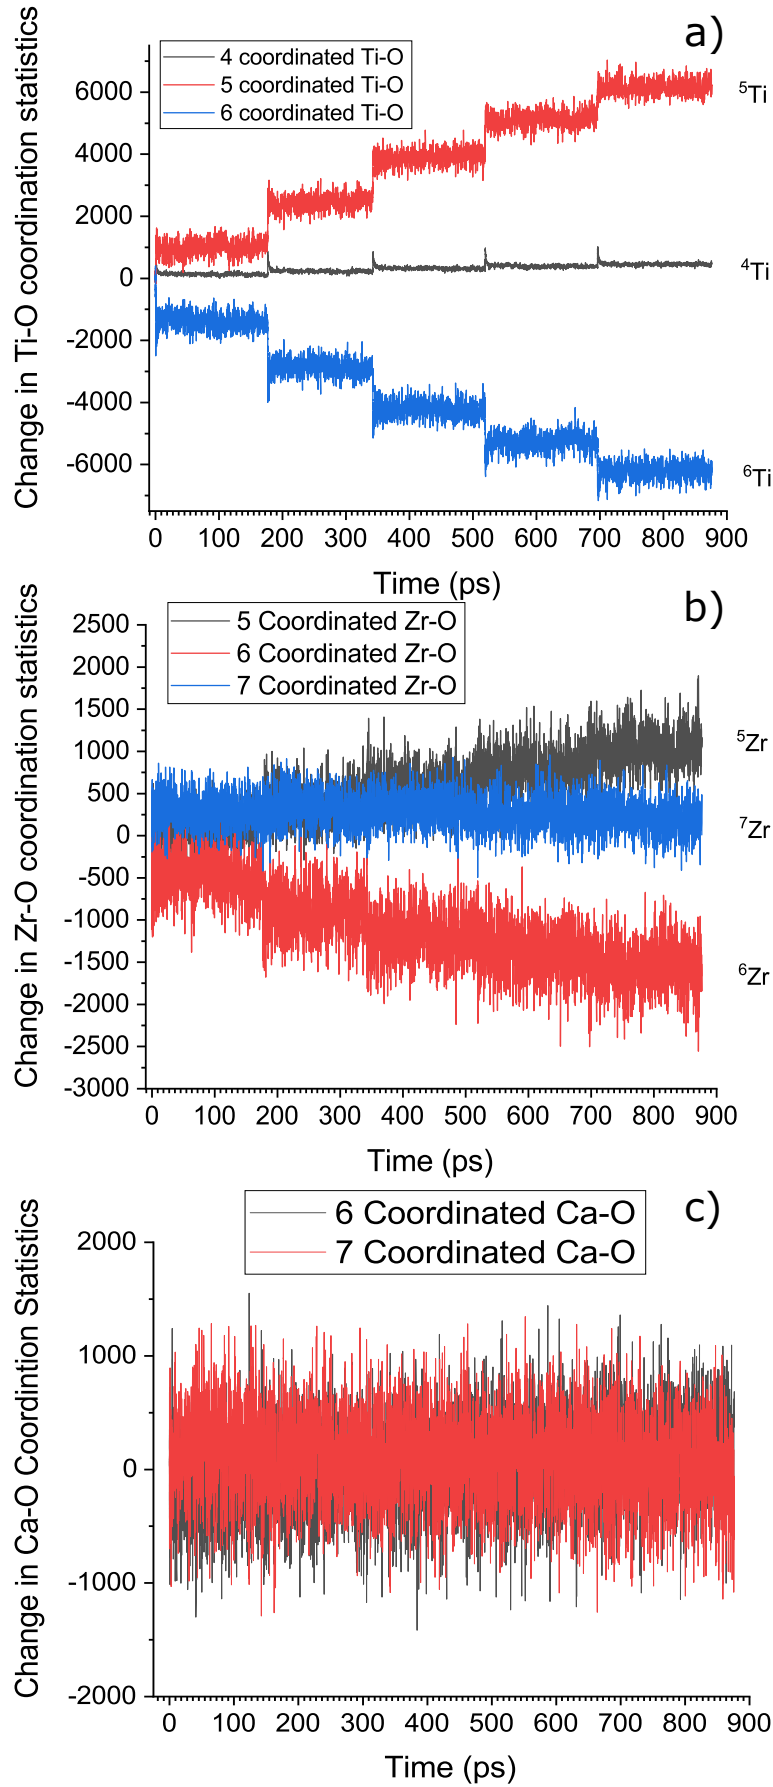 a)
4 coordinated Ti-O
5 coordinated Ti-O
6 coordinated Ti-O
Change in Ti-O coordination statistics
6000
4000
2000
0
-2000
-4000
-6000
⁵Ti
⁴Ti
⁶Ti
0 100 200 300 400 500 600 700 800 900
Time (ps)
b)
5 Coordinated Zr-O
6 Coordinated Zr-O
7 Coordinated Zr-O
Change in Zr-O coordination statistics
2500
2000
1500
1000
500
0
-500
-1000
-1500
-2000
-2500
-3000
⁵Zr
⁷Zr
⁶Zr
0 100 200 300 400 500 600 700 800 900
Time (ps)
c)
6 Coordinated Ca-O
7 Coordinated Ca-O
Change in Ca-O Coordintion Statistics
2000
1000
0
-1000
-2000
0 100 200 300 400 500 600 700 800 900
Time (ps)